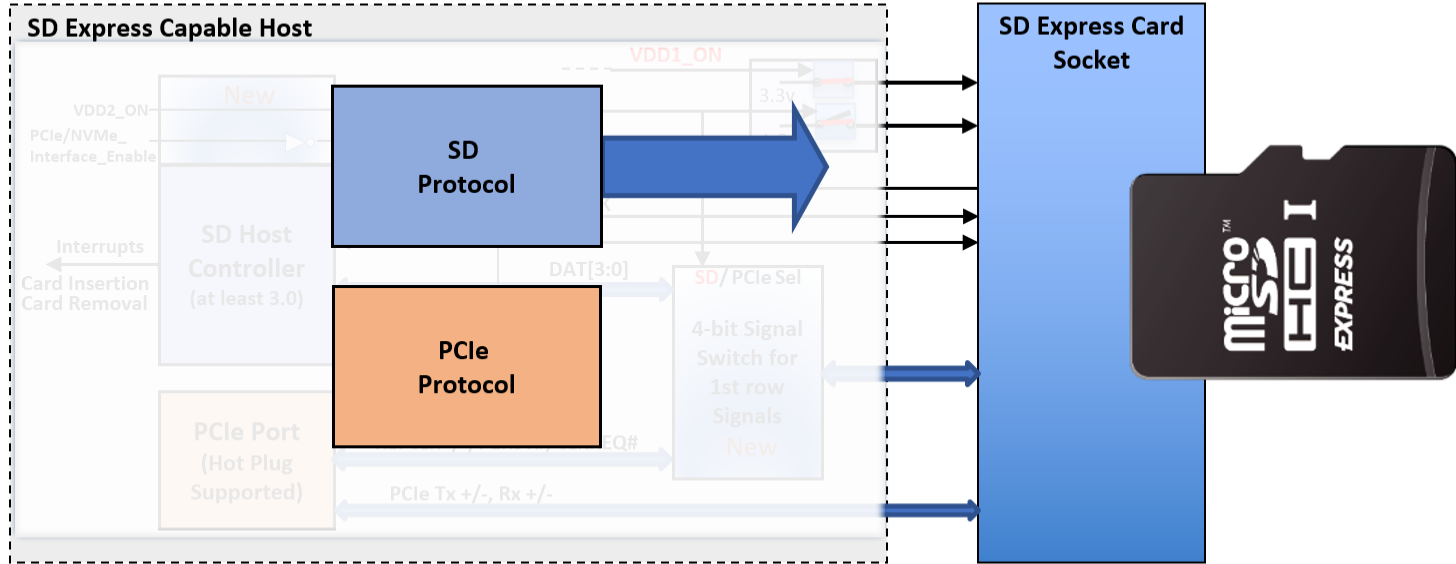 SD Express Capable Host
SD Express Card
Socket
VDD1_ON
New
3.3v
VDD2_ON
PCIe/NVMe_
Interface_Enable
SD
Protocol
SD Host
Controller
(at least 3.0)
Interrupts
Card Insertion
Card Removal
DAT[3:0]
SD/ PCIe Sel
4-bit Signal
Switch for
1st row
Signals
New
PCIe
Protocol
PCIe Port
(Hot Plug
Supported)
EQ#
PCIe Tx +/-, Rx +/-
micro
SD
HC I
EXPRESS
TM